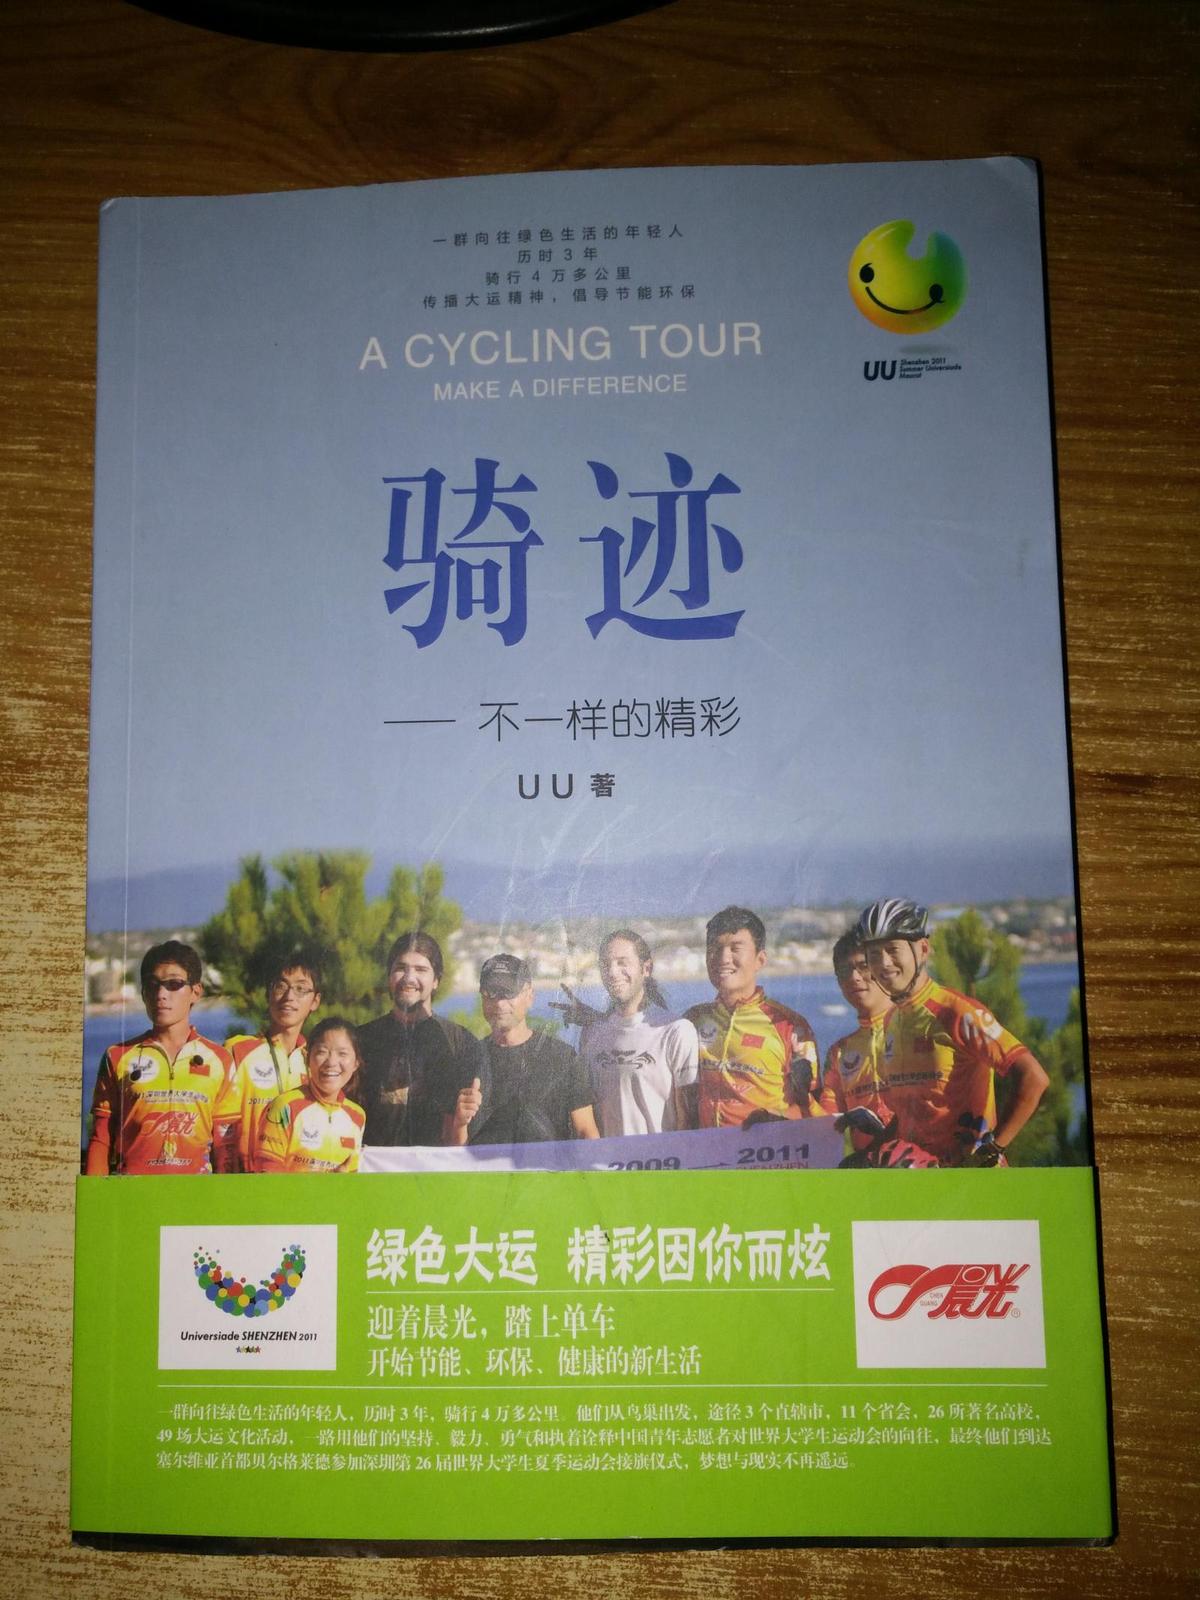 一群向往绿色生活的年轻人
历时3年
骑行4万多公里
传播大运精神，倡导节能环保
A CYCLING TOUR
MAKE A DIFFERENCE
UU
Shenzhen 2011
Summer Universiade
Mascot
骑迹
—— 不一样的精彩
UU 著
2009 → 2011
SHENZHEN
绿色大运 精彩因你而炫
迎着晨光，踏上单车
开始节能、环保、健康的新生活
Universiade SHENZHEN 2011
CHEN GUANG
晨光
一群向往绿色生活的年轻人，历时3年，骑行4万多公里。他们从鸟巢出发，途径3个直辖市，11个省会，26所著名高校，
49场大运文化活动，一路用他们的坚持、毅力、勇气和执着诠释中国青年志愿者对世界大学生运动会的向往，最终他们到达
塞尔维亚首都贝尔格莱德参加深圳第26届世界大学生夏季运动会接旗仪式，梦想与现实不再遥远。